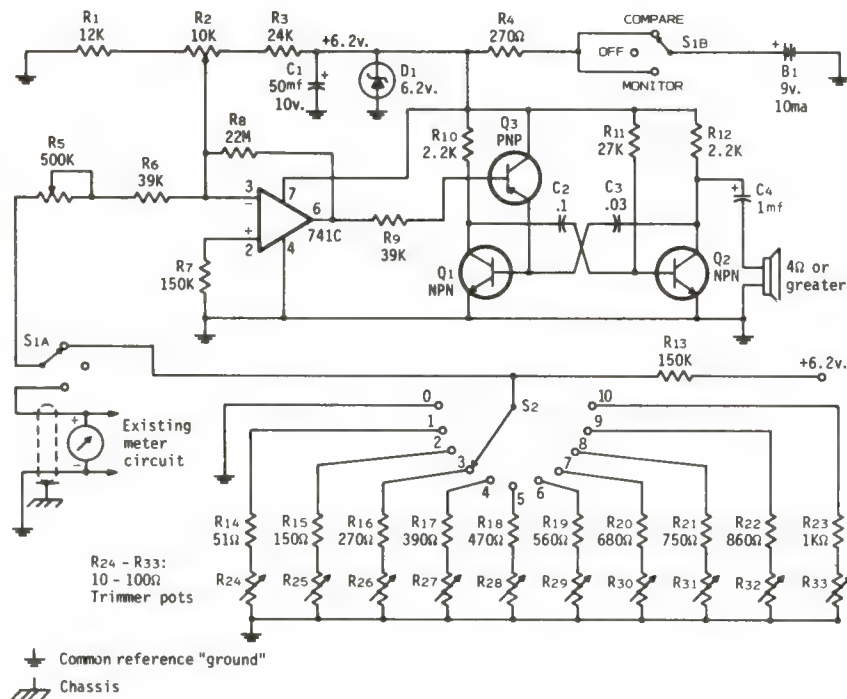 R1
12K
R2
10K
R3
24K
+6.2v.
C1
50mf
10v.
+
D1
6.2v.
R4
270Ω
COMPARE
OFF
S1B
MONITOR
+
B1
9v.
10ma
R5
500K
R6
39K
R8
22M
3
−
+
2
7
6
4
741C
R7
150K
R9
39K
R10
2.2K
Q3
PNP
R11
27K
R12
2.2K
C2
.1
C3
.03
+
C4
1mf
Q1
NPN
Q2
NPN
4Ω or
greater
S1A
R13
150K
+6.2v.
+
−
Existing
meter
circuit
S2
0
1
2
3
4
5
6
7
8
9
10
R14
51Ω
R15
150Ω
R16
270Ω
R17
390Ω
R18
470Ω
R19
560Ω
R20
680Ω
R21
750Ω
R22
860Ω
R23
1KΩ
R24 - R33:
10 - 100Ω
Trimmer pots
R24
R25
R26
R27
R28
R29
R30
R31
R32
R33
Common reference "ground"
Chassis